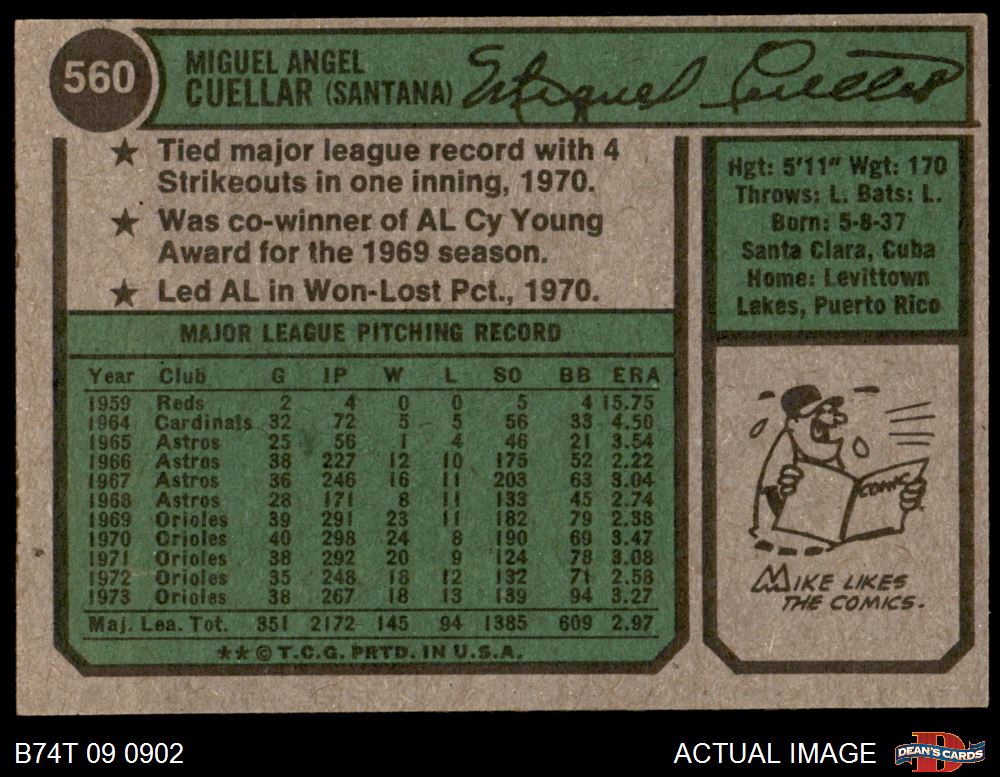 560
MIGUEL ANGEL
CUELLAR (SANTANA)
Miguel Cuellar
★ Tied major league record with 4
Strikeouts in one inning, 1970.
★ Was co-winner of AL Cy Young
Award for the 1969 season.
★ Led AL in Won-Lost Pct., 1970.
Hgt: 5'11" Wgt: 170
Throws: L. Bats: L.
Born: 5-8-37
Santa Clara, Cuba
Home: Levittown
Lakes, Puerto Rico
MAJOR LEAGUE PITCHING RECORD
Year Club G IP W L SO BB ERA
1959 Reds 2 4 0 0 5 4 15.75
1964 Cardinals 32 72 5 5 56 33 4.50
1965 Astros 25 56 1 4 46 21 3.54
1966 Astros 38 227 12 10 175 52 2.22
1967 Astros 36 246 16 11 203 63 3.04
1968 Astros 28 171 8 11 133 45 2.74
1969 Orioles 39 291 23 11 182 79 2.38
1970 Orioles 40 298 24 8 190 69 3.47
1971 Orioles 38 292 20 9 124 78 3.08
1972 Orioles 35 248 18 12 132 71 2.58
1973 Orioles 38 267 18 13 139 94 3.27
Maj. Lea. Tot. 351 2172 145 94 1385 609 2.97
★★ © T.C.G. PRTD. IN U.S.A.
COMIC
MIKE LIKES
THE COMICS.
B74T 09 0902
ACTUAL IMAGE
D
DEAN'S CARDS